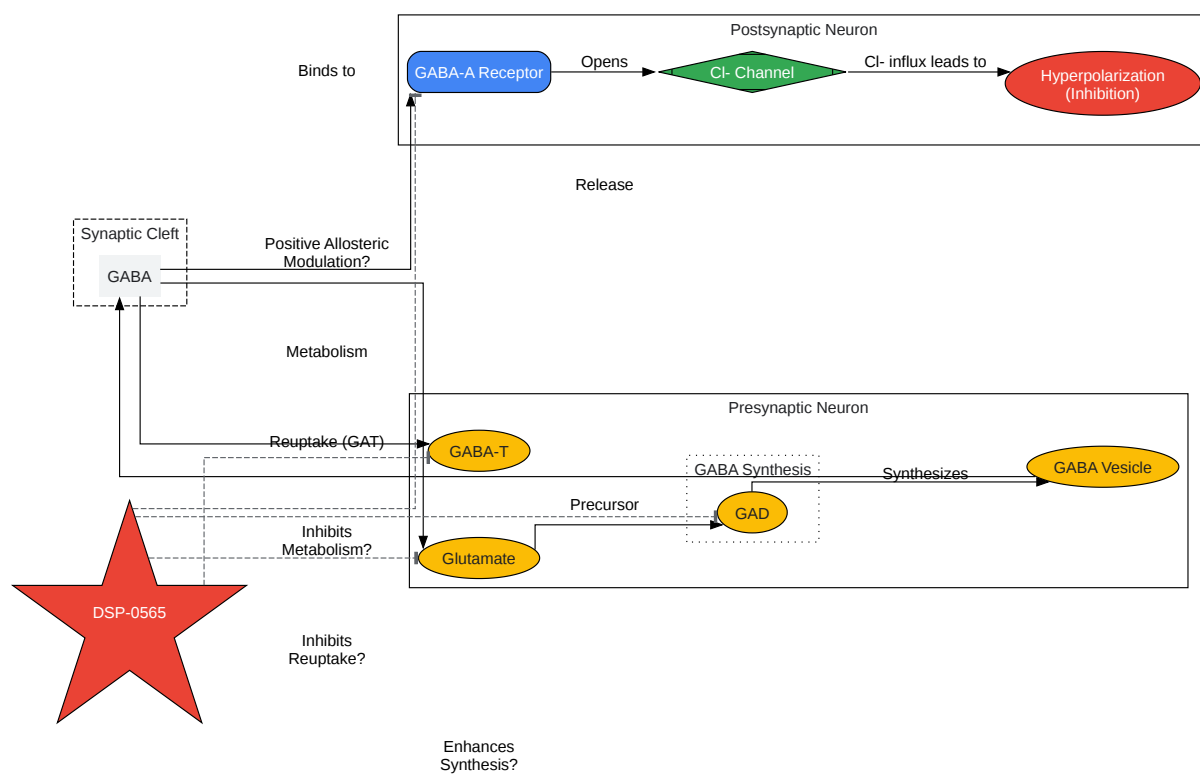 Postsynaptic Neuron
Binds to
GABA-A Receptor
Opens
Cl- Channel
Cl- influx leads to
Hyperpolarization
(Inhibition)
Release
Synaptic Cleft
GABA
Positive Allosteric
Modulation?
Metabolism
Presynaptic Neuron
Reuptake (GAT)
GABA-T
GABA Synthesis
Synthesizes
GABA Vesicle
Precursor
GAD
Inhibits
Metabolism?
Glutamate
DSP-0565
Inhibits
Reuptake?
Enhances
Synthesis?